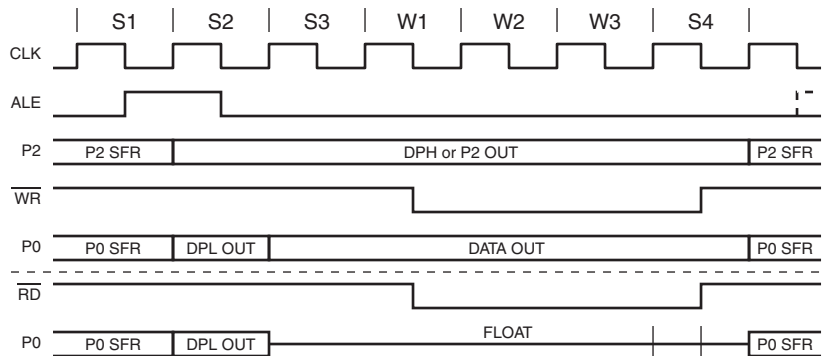 S1 S2 S3 W1 W2 W3 S4
CLK
ALE
P2 P2 SFR DPH or P2 OUT P2 SFR
WR
P0 P0 SFR DPL OUT DATA OUT P0 SFR
RD
P0 P0 SFR DPL OUT FLOAT P0 SFR